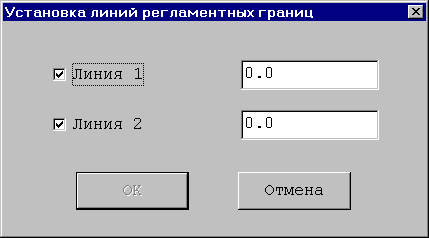 Установка линий регламентных границ
Линия 1 0.0
Линия 2 0.0
OK Отмена